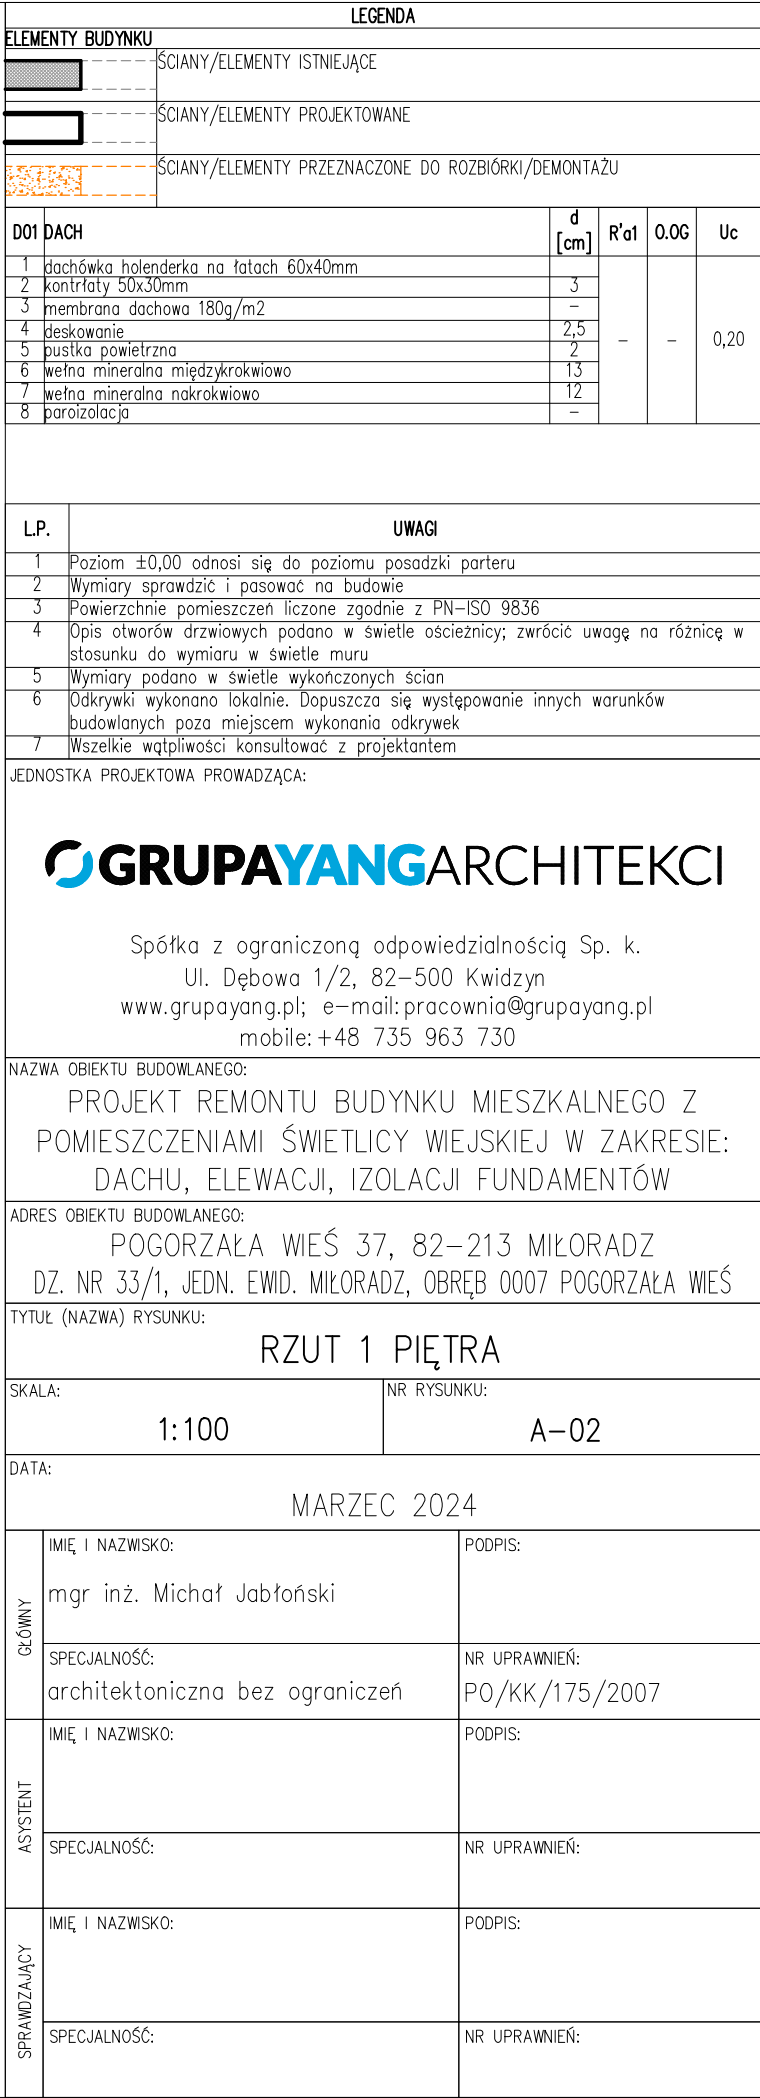 LEGENDA
ELEMENTY BUDYNKU
ŚCIANY/ELEMENTY ISTNIEJĄCE
ŚCIANY/ELEMENTY PROJEKTOWANE
ŚCIANY/ELEMENTY PRZEZNACZONE DO ROZBIÓRKI/DEMONTAŻU
D01 DACH d [cm] R'a1 O.OG Uc
1 dachówka holenderka na łatach 60x40mm
2 kontrłaty 50x30mm 3
3 membrana dachowa 180g/m2 –
4 deskowanie 2,5
5 pustka powietrzna 2
– – 0,20
6 wełna mineralna międzykrokwiowo 13
7 wełna mineralna nakrokwiowo 12
8 paroizolacja –
L.P. UWAGI
1 Poziom ±0,00 odnosi się do poziomu posadzki parteru
2 Wymiary sprawdzić i pasować na budowie
3 Powierzchnie pomieszczeń liczone zgodnie z PN–ISO 9836
4 Opis otworów drzwiowych podano w świetle ościeżnicy; zwrócić uwagę na różnicę w
stosunku do wymiaru w świetle muru
5 Wymiary podano w świetle wykończonych ścian
6 Odkrywki wykonano lokalnie. Dopuszcza się występowanie innych warunków
budowlanych poza miejscem wykonania odkrywek
7 Wszelkie wątpliwości konsultować z projektantem
JEDNOSTKA PROJEKTOWA PROWADZĄCA:
GRUPAYANGARCHITEKCI
Spółka z ograniczoną odpowiedzialnością Sp. k.
Ul. Dębowa 1/2, 82–500 Kwidzyn
www.grupayang.pl; e–mail:pracownia@grupayang.pl
mobile:+48 735 963 730
NAZWA OBIEKTU BUDOWLANEGO:
PROJEKT REMONTU BUDYNKU MIESZKALNEGO Z
POMIESZCZENIAMI ŚWIETLICY WIEJSKIEJ W ZAKRESIE:
DACHU, ELEWACJI, IZOLACJI FUNDAMENTÓW
ADRES OBIEKTU BUDOWLANEGO:
POGORZAŁA WIEŚ 37, 82–213 MIŁORADZ
DZ. NR 33/1, JEDN. EWID. MIŁORADZ, OBRĘB 0007 POGORZAŁA WIEŚ
TYTUŁ (NAZWA) RYSUNKU:
RZUT 1 PIĘTRA
SKALA: NR RYSUNKU:
1:100 A–02
DATA:
MARZEC 2024
GŁÓWNY
IMIĘ I NAZWISKO: PODPIS:
mgr inż. Michał Jabłoński
SPECJALNOŚĆ: NR UPRAWNIEŃ:
architektoniczna bez ograniczeń PO/KK/175/2007
ASYSTENT
IMIĘ I NAZWISKO: PODPIS:
SPECJALNOŚĆ: NR UPRAWNIEŃ:
SPRAWDZAJĄCY
IMIĘ I NAZWISKO: PODPIS:
SPECJALNOŚĆ: NR UPRAWNIEŃ: